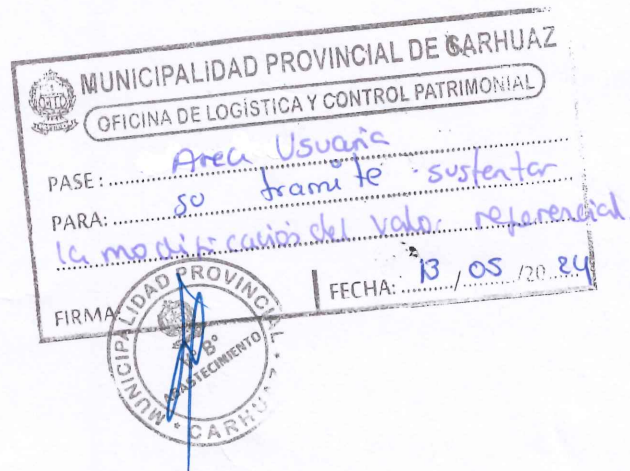 MUNICIPALIDAD PROVINCIAL DE CARHUAZ
OFICINA DE LOGÍSTICA Y CONTROL PATRIMONIAL
PASE: Area Usuaria
PARA: su tramite sustentar
la modificación del valor referencial
FIRMA
FECHA: 13 / 05 / 20 24
MUNICIPALIDAD PROVINCIAL
V° B°
ABASTECIMIENTO
* CARHUAZ *